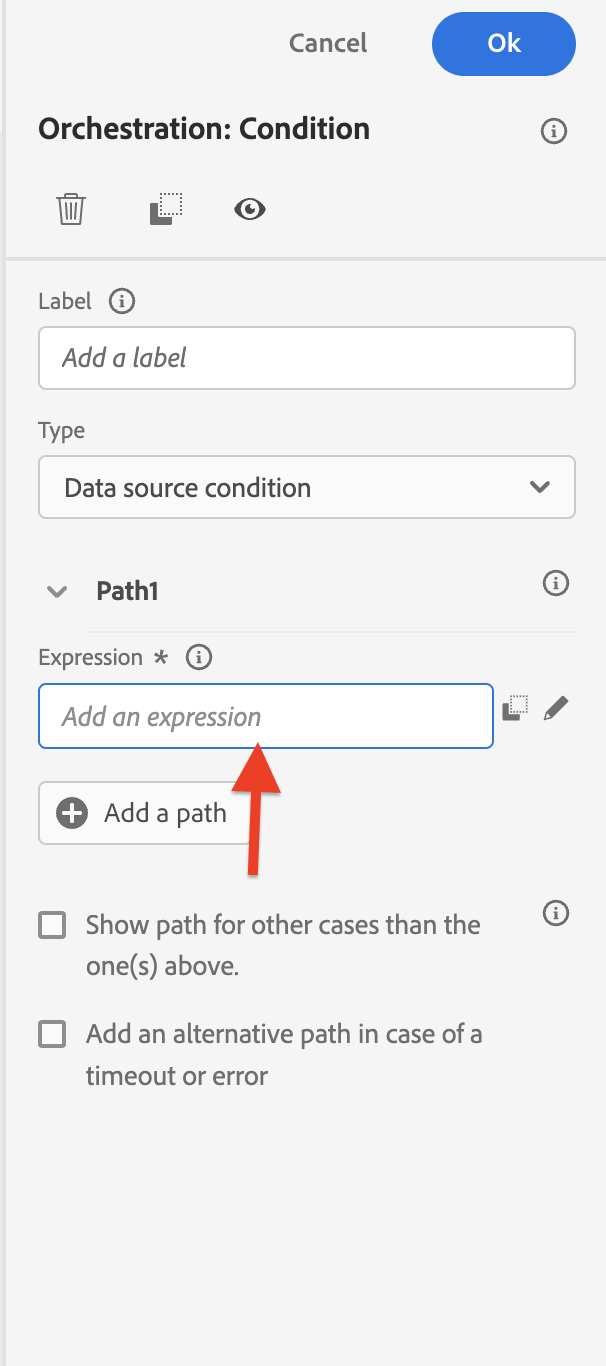 Cancel Ok
Orchestration: Condition
Label
Add a label
Type
Data source condition
Path1
Expression *
Add an expression
Add a path
Show path for other cases than the
one(s) above.
Add an alternative path in case of a
timeout or error